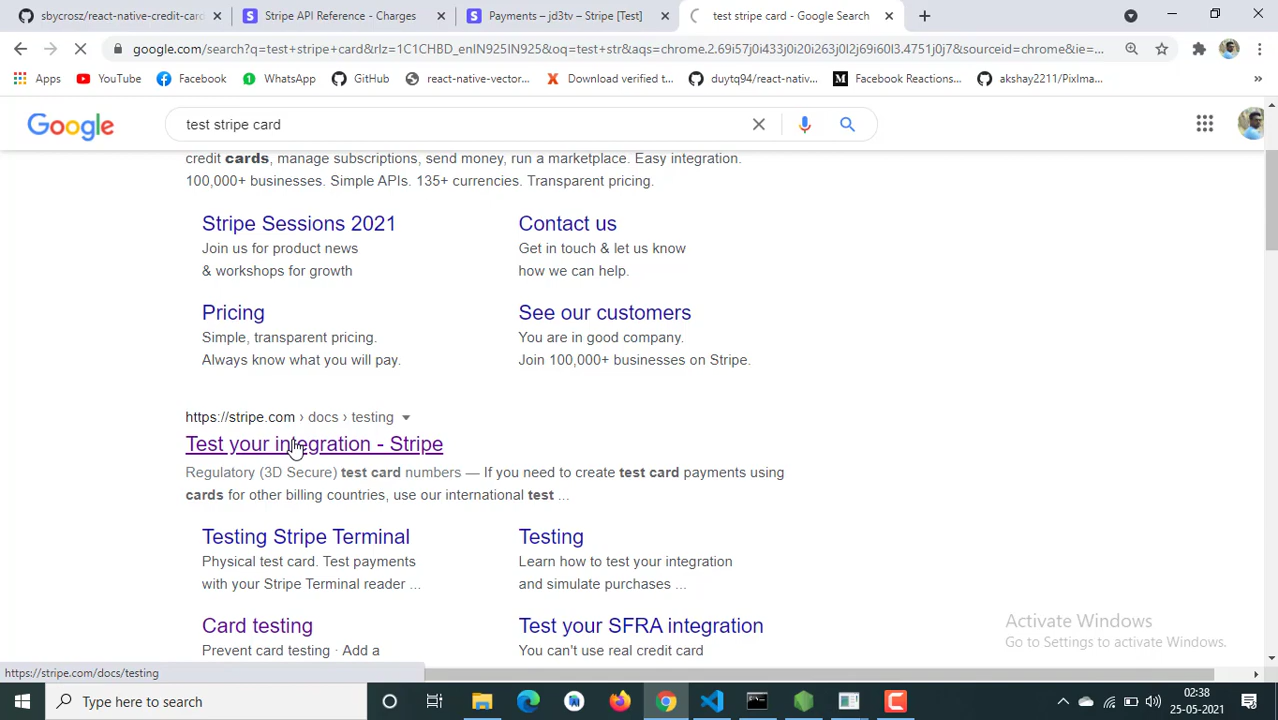 sbycrosz/react-native-credit-card
Stripe API Reference - Charges
Payments – jd3tv – Stripe [Test]
test stripe card - Google Search
google.com/search?q=test+stripe+card&rlz=1C1CHBD_enIN925IN925&oq=test+str&aqs=chrome.2.69i57j0i433j0i20i263j0l2j69i60l3.4751j0j7&sourceid=chrome&ie=...
Apps YouTube Facebook WhatsApp GitHub react-native-vector... Download verified t... duytq94/react-nativ... Facebook Reactions... akshay2211/PixIma... »
Google
test stripe card
credit cards, manage subscriptions, send money, run a marketplace. Easy integration.
100,000+ businesses. Simple APIs. 135+ currencies. Transparent pricing.
Stripe Sessions 2021
Join us for product news
& workshops for growth
Contact us
Get in touch & let us know
how we can help.
Pricing
Simple, transparent pricing.
Always know what you will pay.
See our customers
You are in good company.
Join 100,000+ businesses on Stripe.
https://stripe.com › docs › testing
Test your integration - Stripe
Regulatory (3D Secure) test card numbers — If you need to create test card payments using
cards for other billing countries, use our international test ...
Testing Stripe Terminal
Physical test card. Test payments
with your Stripe Terminal reader ...
Testing
Learn how to test your integration
and simulate purchases ...
Card testing
Prevent card testing · Add a
Test your SFRA integration
You can't use real credit card
Activate Windows
Go to Settings to activate Windows.
https://stripe.com/docs/testing
Type here to search
02:38
25-05-2021